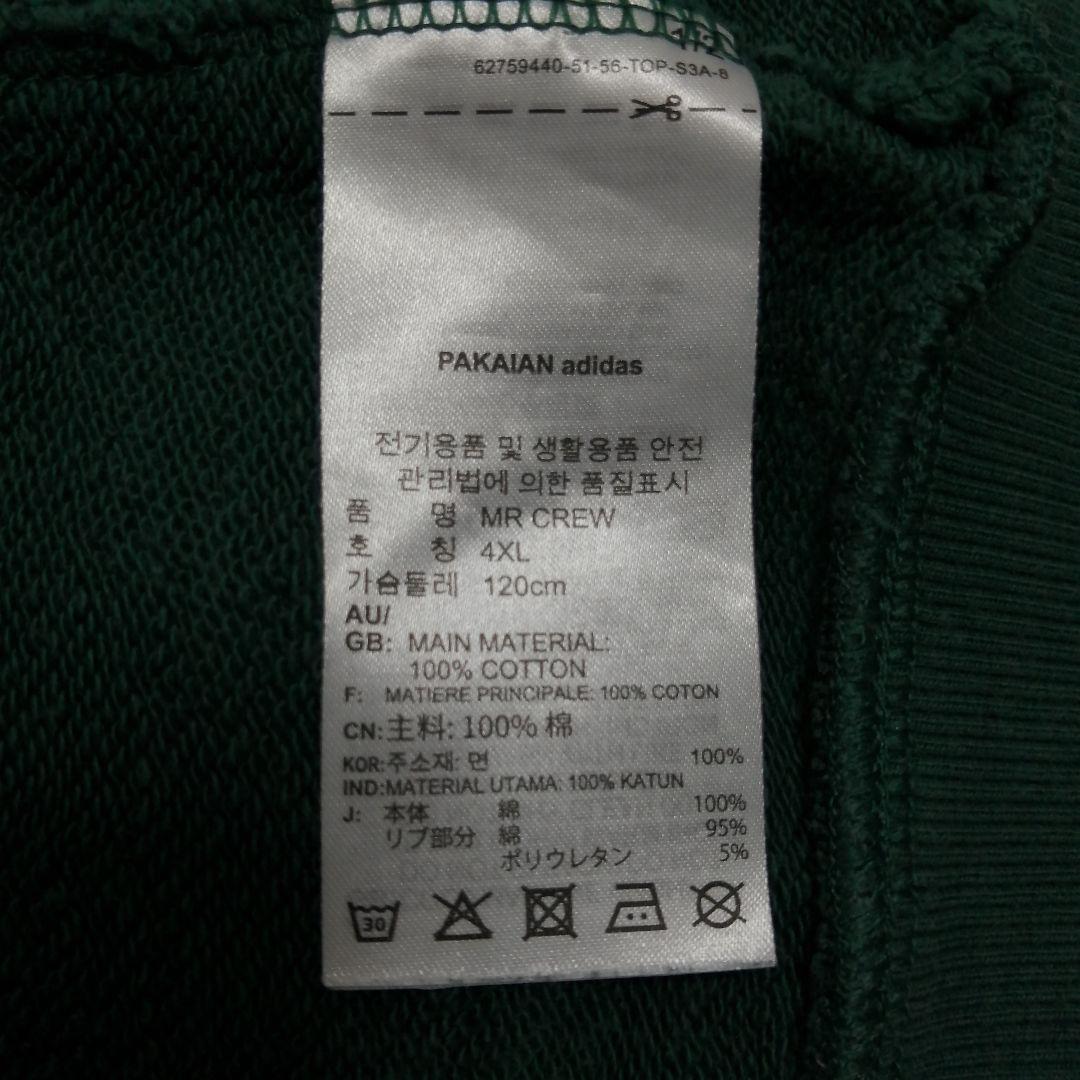 62759440-51-56-TOP-S3A-8
PAKAIAN adidas
전기용품 및 생활용품 안전
관리법에 의한 품질표시
품 명 MR CREW
호 칭 4XL
가슴둘레 120cm
AU/
GB: MAIN MATERIAL:
100% COTTON
F: MATIERE PRINCIPALE: 100% COTON
CN:主料: 100% 棉
KOR:주소재: 면 100%
IND:MATERIAL UTAMA: 100% KATUN
J: 本体 綿 100%
リブ部分 綿 95%
ポリウレタン 5%
30